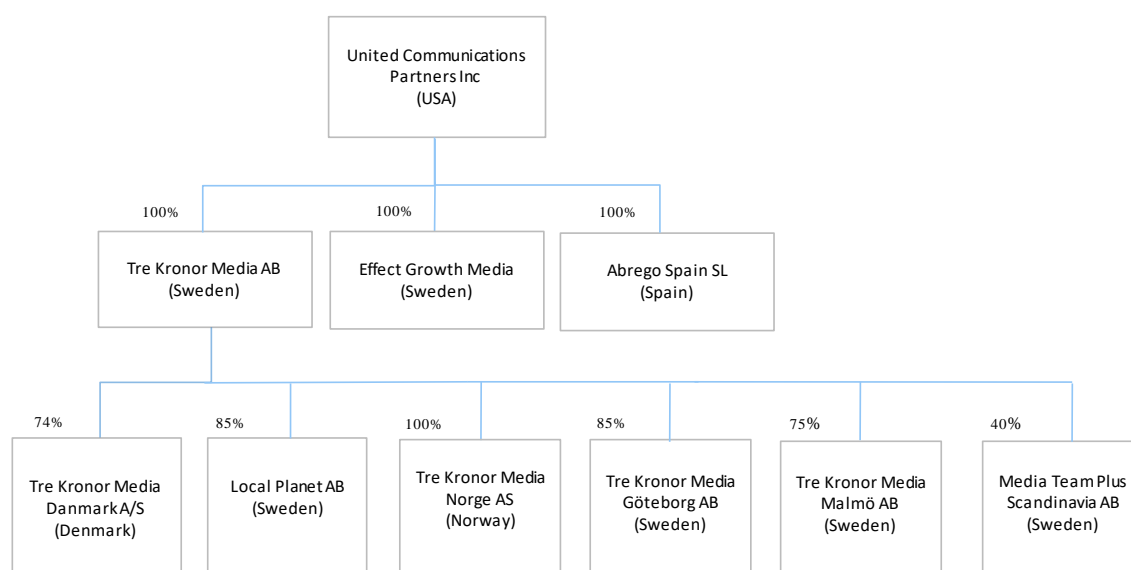 United Communications
Partners Inc
(USA)
100%
100%
100%
Tre Kronor Media AB
(Sweden)
Effect Growth Media
(Sweden)
Abrego Spain SL
(Spain)
74%
85%
100%
85%
75%
40%
Tre Kronor Media
Danmark A/S
(Denmark)
Local Planet AB
(Sweden)
Tre Kronor Media
Norge AS
(Norway)
Tre Kronor Media
Göteborg AB
(Sweden)
Tre Kronor Media
Malmö AB
(Sweden)
Media Team Plus
Scandinavia AB
(Sweden)